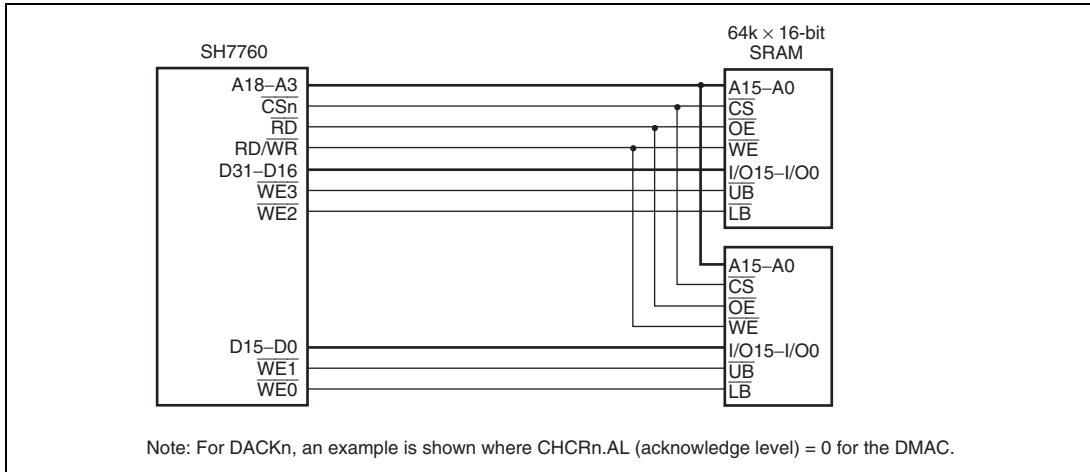 64k × 16-bit
SRAM
SH7760
A18–A3
CSn
RD
RD/WR
D31–D16
WE3
WE2
D15–D0
WE1
WE0
A15–A0
CS
OE
WE
I/O15–I/O0
UB
LB
A15–A0
CS
OE
WE
I/O15–I/O0
UB
LB
Note: For DACKn, an example is shown where CHCRn.AL (acknowledge level) = 0 for the DMAC.